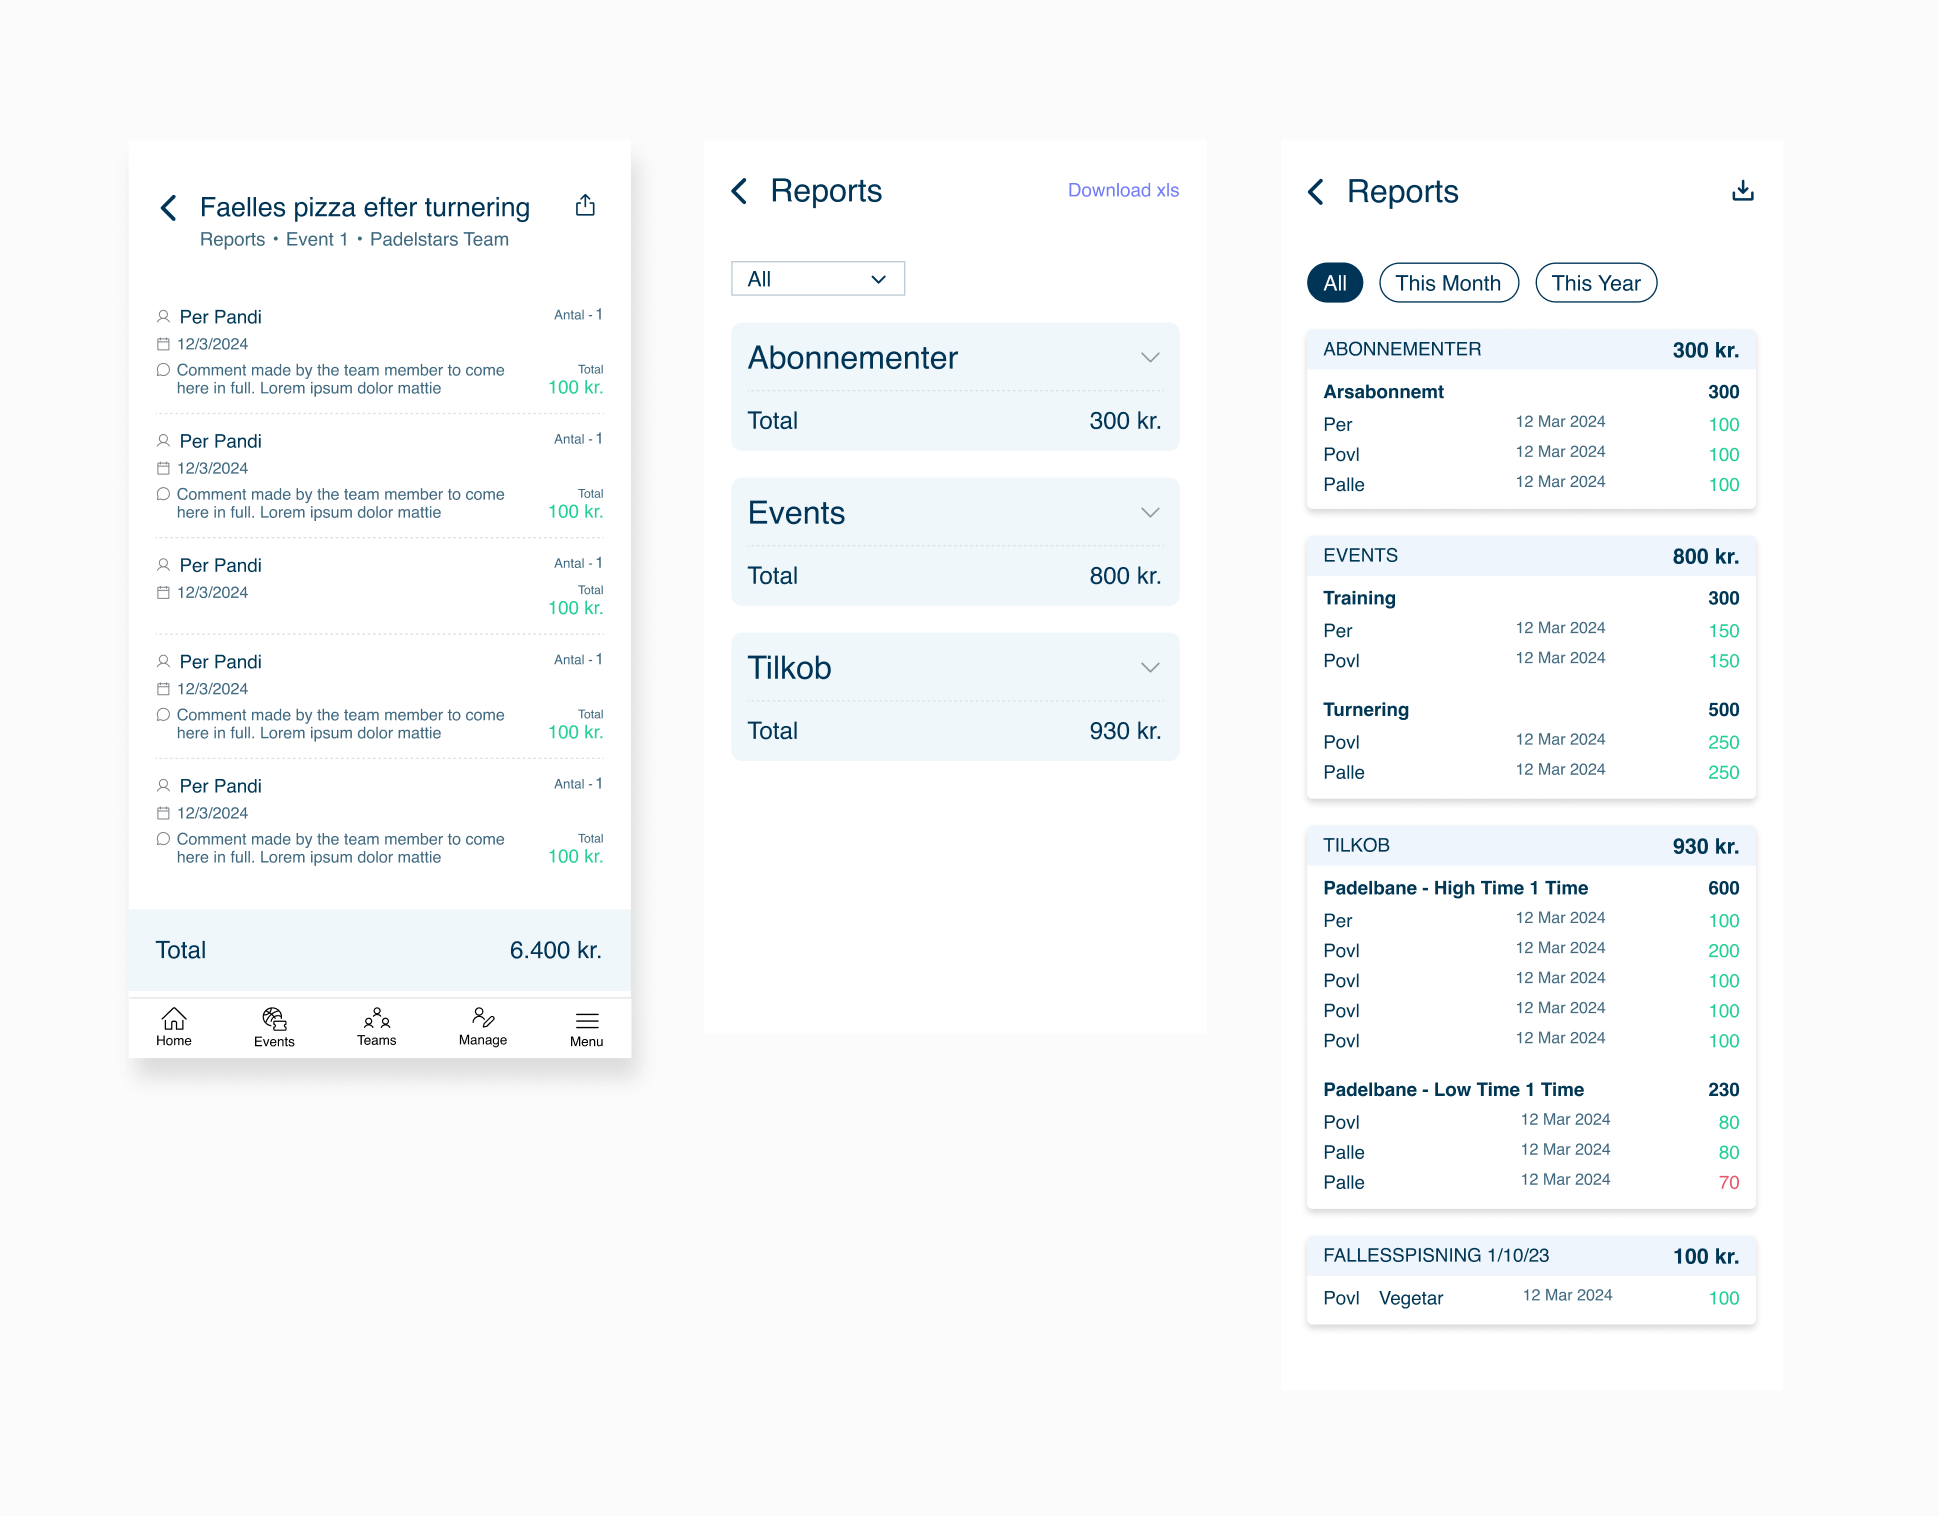 Faelles pizza efter turnering
Reports • Event 1 • Padelstars Team
Per Pandi
Antal - 1
12/3/2024
Comment made by the team member to come
here in full. Lorem ipsum dolor mattie
Total
100 kr.
Per Pandi
Antal - 1
12/3/2024
Comment made by the team member to come
here in full. Lorem ipsum dolor mattie
Total
100 kr.
Per Pandi
Antal - 1
12/3/2024
Total
100 kr.
Per Pandi
Antal - 1
12/3/2024
Comment made by the team member to come
here in full. Lorem ipsum dolor mattie
Total
100 kr.
Per Pandi
Antal - 1
12/3/2024
Comment made by the team member to come
here in full. Lorem ipsum dolor mattie
Total
100 kr.
Total 6.400 kr.
Home Events Teams Manage Menu
Reports Download xls
All
Abonnementer
Total 300 kr.
Events
Total 800 kr.
Tilkob
Total 930 kr.
Reports
All This Month This Year
ABONNEMENTER 300 kr.
Arsabonnemt 300
Per 12 Mar 2024 100
Povl 12 Mar 2024 100
Palle 12 Mar 2024 100
EVENTS 800 kr.
Training 300
Per 12 Mar 2024 150
Povl 12 Mar 2024 150
Turnering 500
Povl 12 Mar 2024 250
Palle 12 Mar 2024 250
TILKOB 930 kr.
Padelbane - High Time 1 Time 600
Per 12 Mar 2024 100
Povl 12 Mar 2024 200
Povl 12 Mar 2024 100
Povl 12 Mar 2024 100
Povl 12 Mar 2024 100
Padelbane - Low Time 1 Time 230
Povl 12 Mar 2024 80
Palle 12 Mar 2024 80
Palle 12 Mar 2024 70
FALLESSPISNING 1/10/23 100 kr.
Povl Vegetar 12 Mar 2024 100